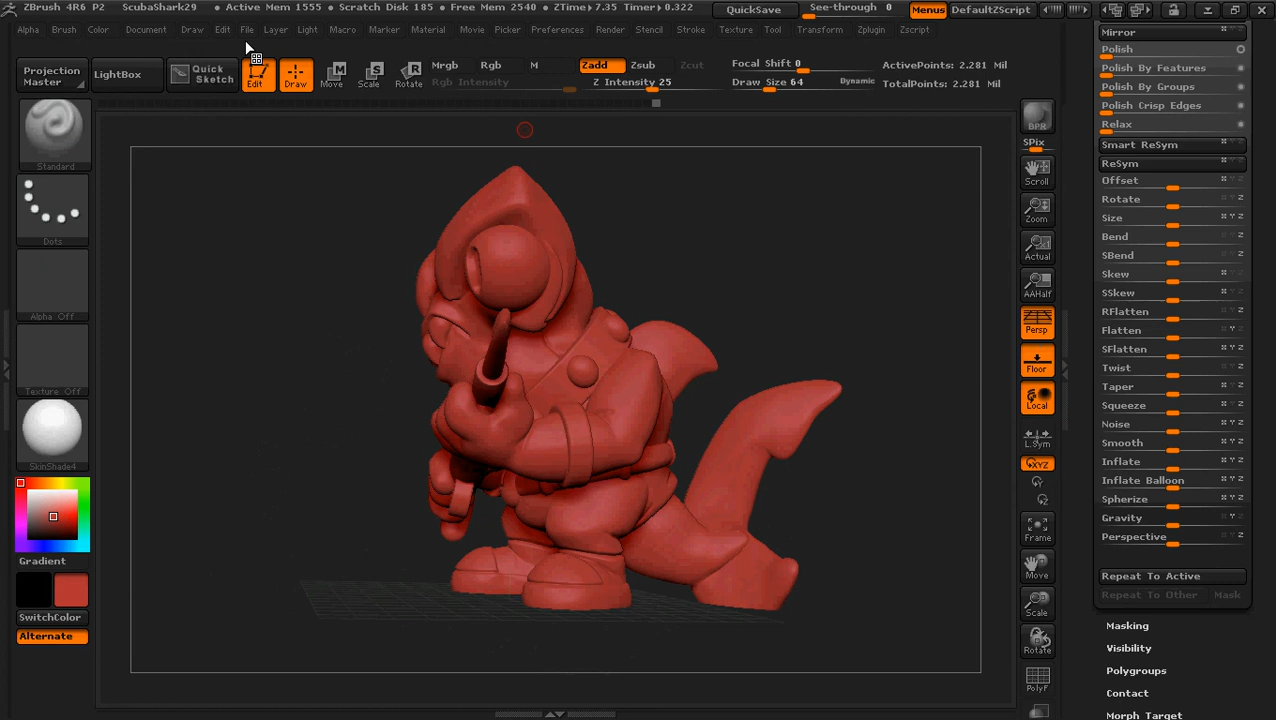 ZBrush 4R6 P2 ScubaShark29 • Active Mem 1555 • Scratch Disk 185 • Free Mem 2540 • ZTime▸7.35 Timer▸0.322 QuickSave See-through 0 Menus DefaultZScript
Alpha Brush Color Document Draw Edit File Layer Light Macro Marker Material Movie Picker Preferences Render Stencil Stroke Texture Tool Transform Zplugin Zscript
Projection Master
LightBox
Quick Sketch
Edit
Draw
Move
Scale
Rotate
Mrgb Rgb M
Rgb Intensity
Zadd Zsub Zcut
Z Intensity 25
Focal Shift 0
Draw Size 64 Dynamic
ActivePoints: 2.281 Mil
TotalPoints: 2.281 Mil
Standard
Dots
Alpha Off
Texture Off
SkinShade4
Gradient
SwitchColor
Alternate
BPR
SPix
Scroll
Zoom
Actual
AAHalf
Persp
Floor
Local
L.Sym
XYZ
Frame
Move
Scale
Rotate
PolyF
Mirror
Polish
Polish By Features
Polish By Groups
Polish Crisp Edges
Relax
Smart ReSym
ReSym
Offset
Rotate
Size
Bend
SBend
Skew
SSkew
RFlatten
Flatten
SFlatten
Twist
Taper
Squeeze
Noise
Smooth
Inflate
Inflate Balloon
Spherize
Gravity
Perspective
Repeat To Active
Repeat To Other Mask
Masking
Visibility
Polygroups
Contact
Morph Target